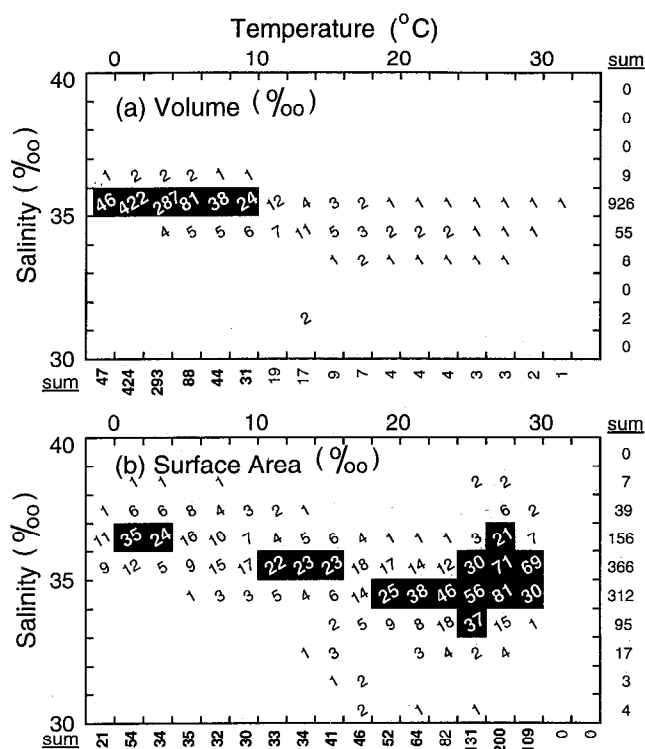 Temperature (°C)
0 10 20 30 sum
40 0
(a) Volume (‰) 0
0
1 2 2 2 1 1 9
46 422 287 81 38 24 12 4 3 2 1 1 1 1 1 1 1 926
35
4 5 5 6 7 11 5 3 2 2 2 1 1 1 55
1 2 1 1 1 1 1 8
0
2 2
30 0
Salinity (‰)
sum 47 424 293 88 44 31 19 17 9 7 4 4 4 3 3 2 1
0 10 20 30 sum
40 0
(b) Surface Area (‰)
1 1 1 2 2 7
1 6 6 8 4 3 2 1 6 2 39
11 35 24 16 10 7 4 5 6 4 1 1 1 3 21 7 156
9 12 5 9 15 17 22 23 23 18 17 14 12 30 71 69 366
35
1 3 3 5 4 6 14 25 38 46 56 81 30 312
2 5 9 8 18 37 15 1 95
1 3 3 4 2 4 17
1 2 3
2 1 1 4
30
Salinity (‰)
sum 21 54 34 35 32 30 33 34 41 46 52 64 82 131 200 109 0 0